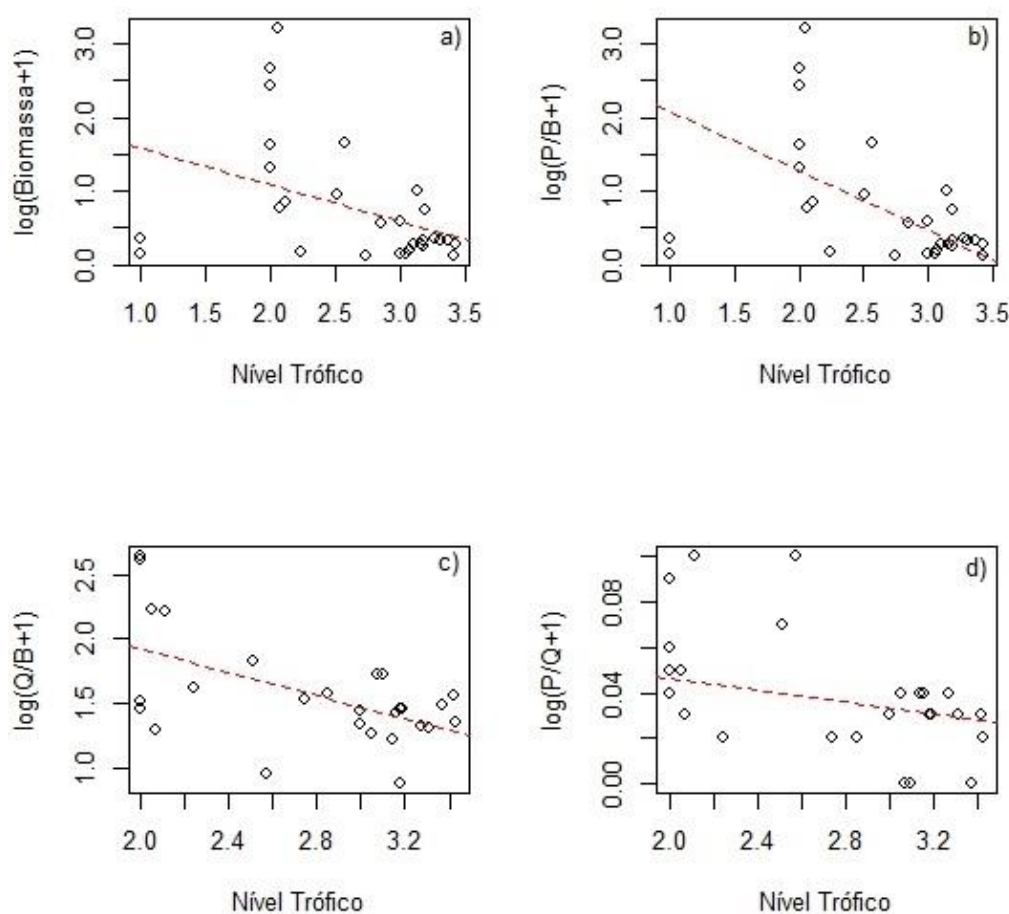 a)
log(Biomassa+1)
0.0 1.0 2.0 3.0
1.0 1.5 2.0 2.5 3.0 3.5
Nível Trófico
b)
log(P/B+1)
0.0 1.0 2.0 3.0
1.0 1.5 2.0 2.5 3.0 3.5
Nível Trófico
c)
log(Q/B+1)
1.0 1.5 2.0 2.5
2.0 2.4 2.8 3.2
Nível Trófico
d)
log(P/Q+1)
0.00 0.04 0.08
2.0 2.4 2.8 3.2
Nível Trófico